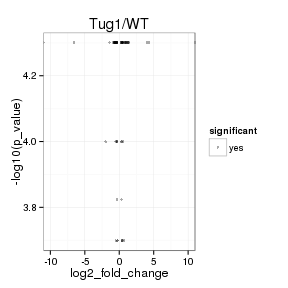 Tug1/WT
-log10(p_value)
4.2
4.0
3.8
-10 -5 0 5 10
log2_fold_change
significant
yes